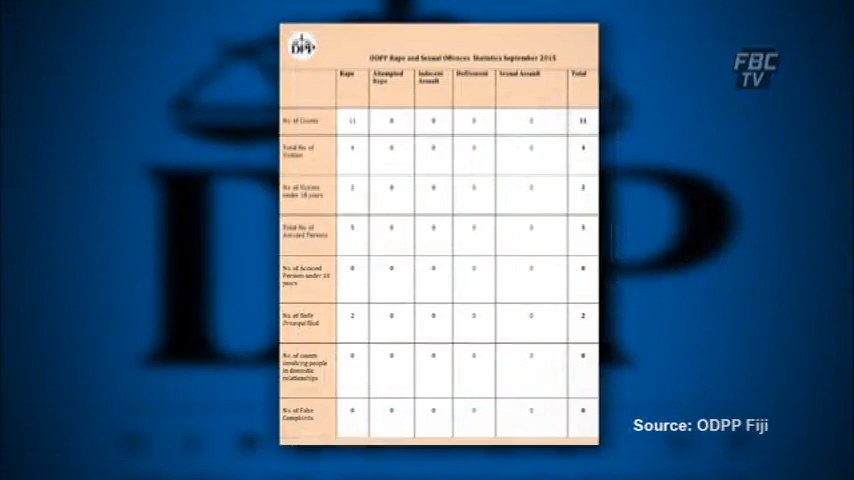 DPP
FBC
TV
ODPP Rape and Sexual Offences Statistics September 2015
Rape Attempted Rape Indecent Assault Defilement Sexual Assault Total
No. of Counts 11 0 0 0 0 11
Total No. of Victims 4 0 0 0 0 4
No. of Victims under 18 years 2 0 0 0 0 2
Total No. of Accused Persons 5 0 0 0 0 5
No. of Accused Persons under 18 years 0 0 0 0 0 0
No. of Nolle Prosequi filed 2 0 0 0 0 2
No. of counts involving people in domestic relationships 0 0 0 0 0 0
No. of False Complaints 0 0 0 0 0 0
Source: ODPP Fiji